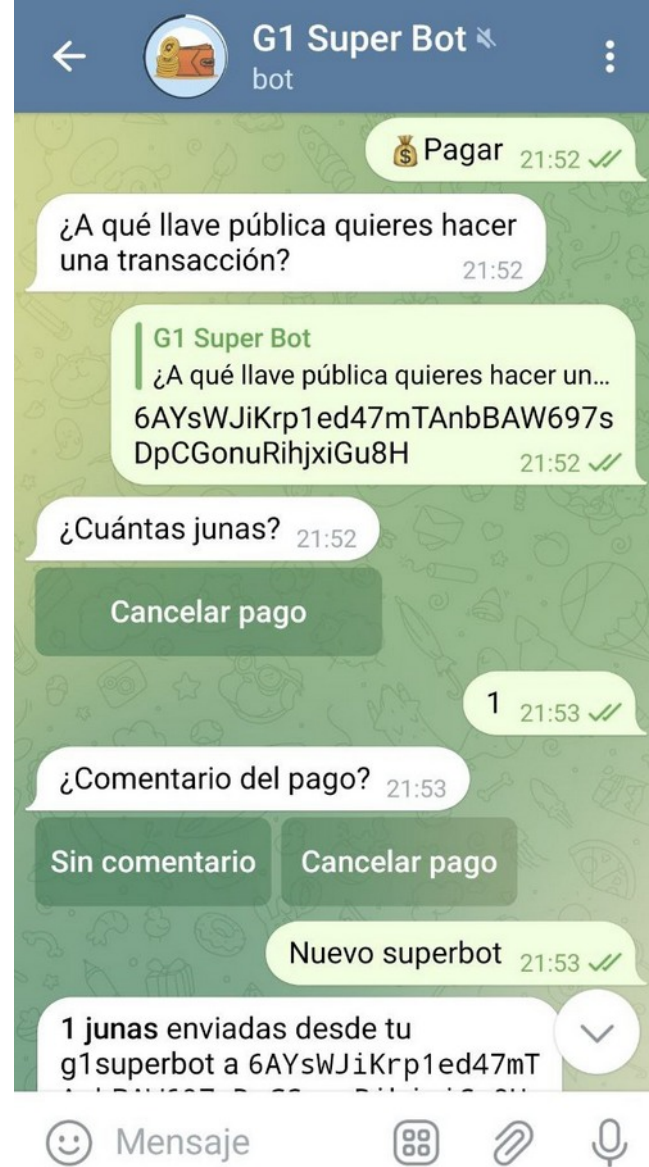 G1 Super Bot
bot
Pagar 21:52
¿A qué llave pública quieres hacer
una transacción? 21:52
G1 Super Bot
¿A qué llave pública quieres hacer un...
6AYsWJiKrp1ed47mTAnbBAW697s
DpCGonuRihjxiGu8H 21:52
¿Cuántas junas? 21:52
Cancelar pago
1 21:53
¿Comentario del pago? 21:53
Sin comentario Cancelar pago
Nuevo superbot 21:53
1 junas enviadas desde tu
g1superbot a 6AYsWJiKrp1ed47mT
Mensaje